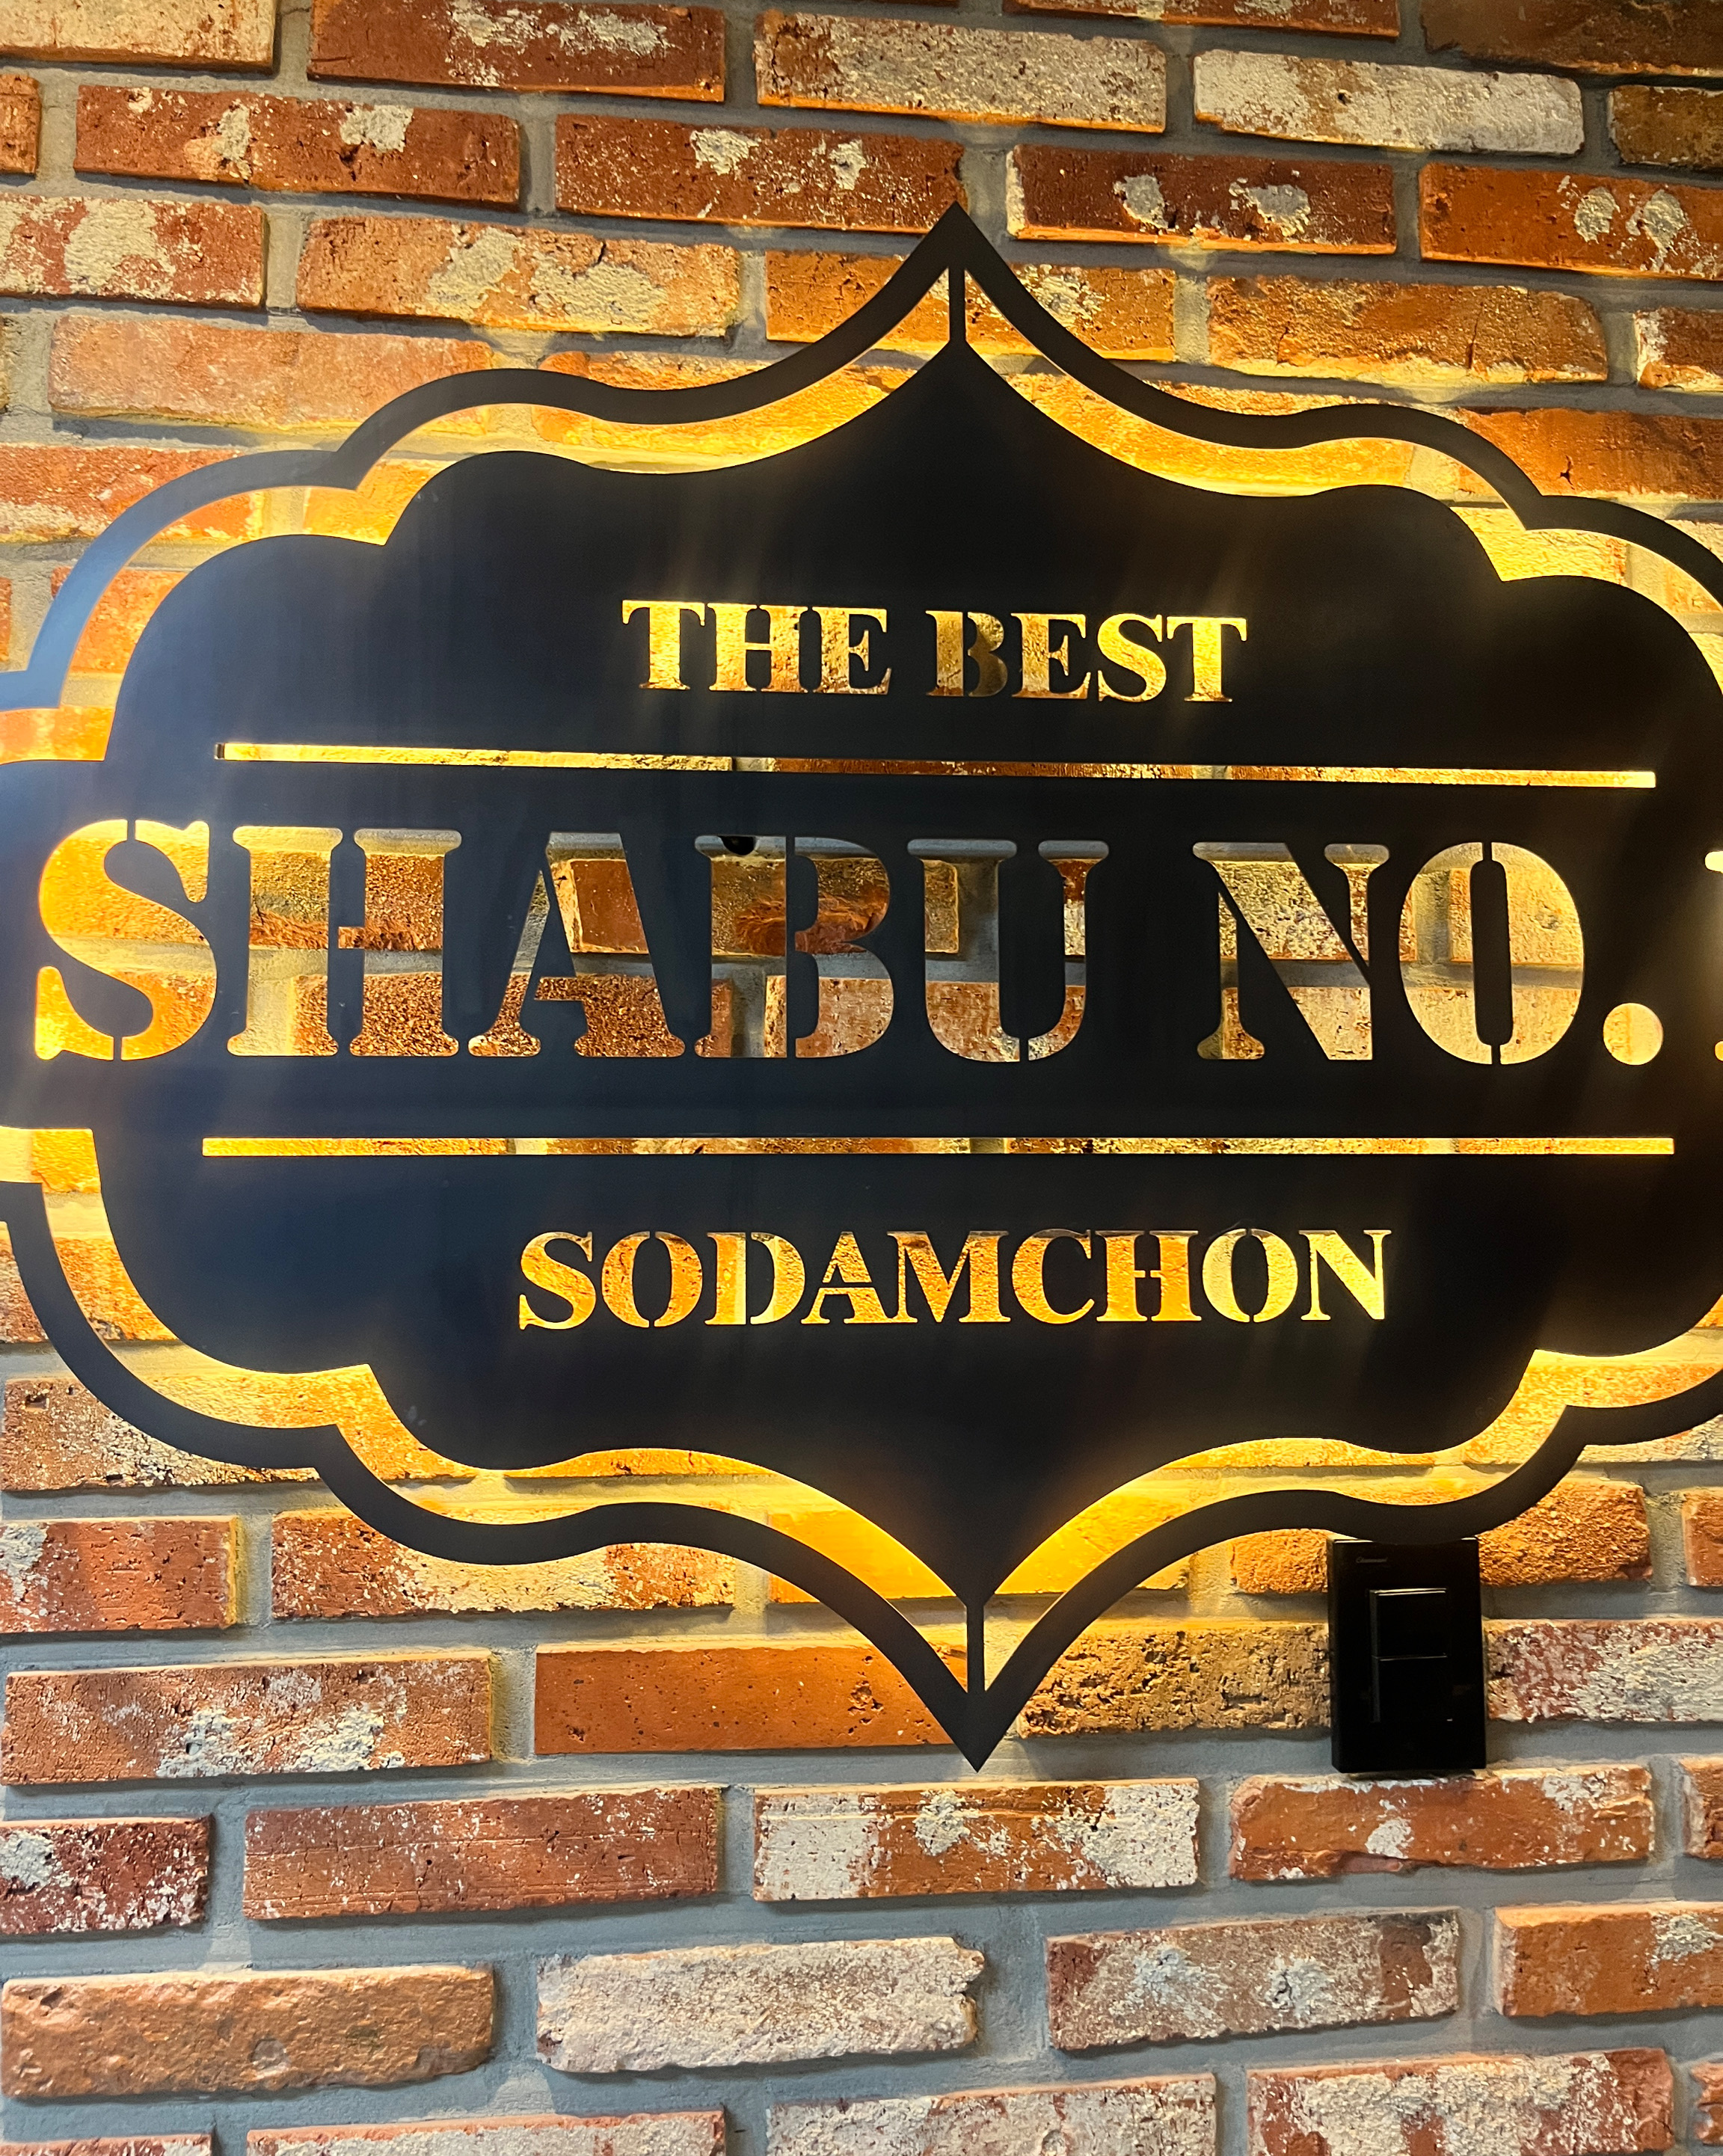 THE BEST
SHABU NO.
SODAMCHON